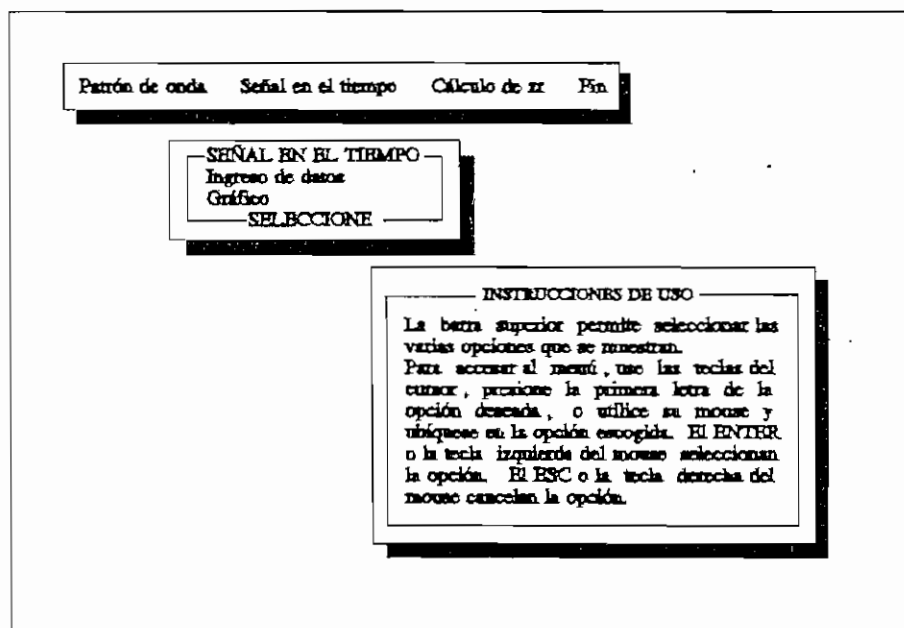 Patrón de onda Señal en el tiempo Cálculo de rr Fin
SEÑAL EN EL TIEMPO
Ingreso de datos
Gráfico
SELECCIONE
INSTRUCCIONES DE USO
La barra superior permite seleccionar las
varias opciones que se muestran.
Para accesar al menú, use las teclas del
cursor, presione la primera letra de la
opción deseada, o utilice su mouse y
ubíquese en la opción escogida. El ENTER
o la tecla izquierda del mouse seleccionan
la opción. El ESC o la tecla derecha del
mouse cancelan la opción.